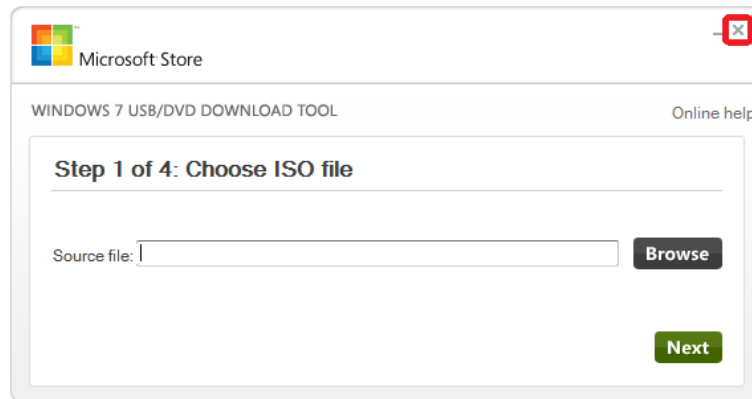 Microsoft Store
WINDOWS 7 USB/DVD DOWNLOAD TOOL
Online help
Step 1 of 4: Choose ISO file
Source file:
Browse
Next